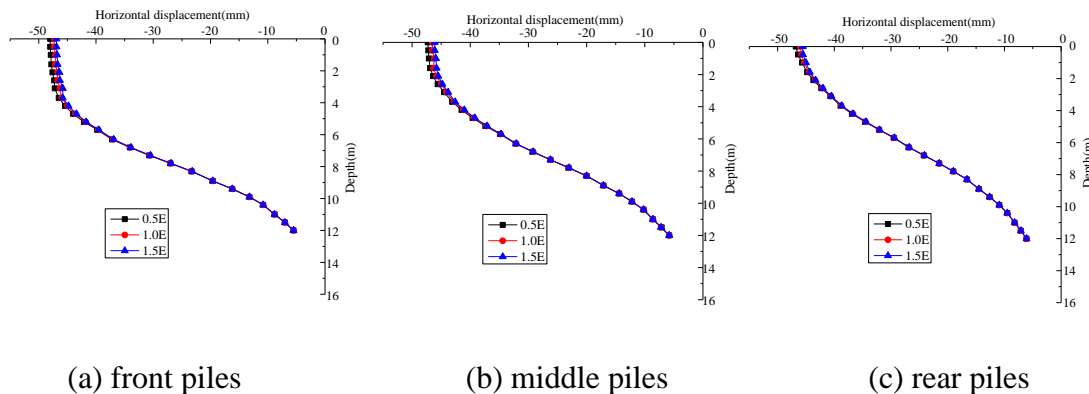 Horizontal displacement(mm)
-50 -40 -30 -20 -10 0
0
2
4
6
8
10
12
14
16
Depth(m)
0.5E
1.0E
1.5E
(a) front piles
Horizontal displacement(mm)
-50 -40 -30 -20 -10 0
0
2
4
6
8
10
12
14
16
Depth(m)
0.5E
1.0E
1.5E
(b) middle piles
Horizontal displacement(mm)
-50 -40 -30 -20 -10 0
0
2
4
6
8
10
12
14
16
Depth(m)
0.5E
1.0E
1.5E
(c) rear piles